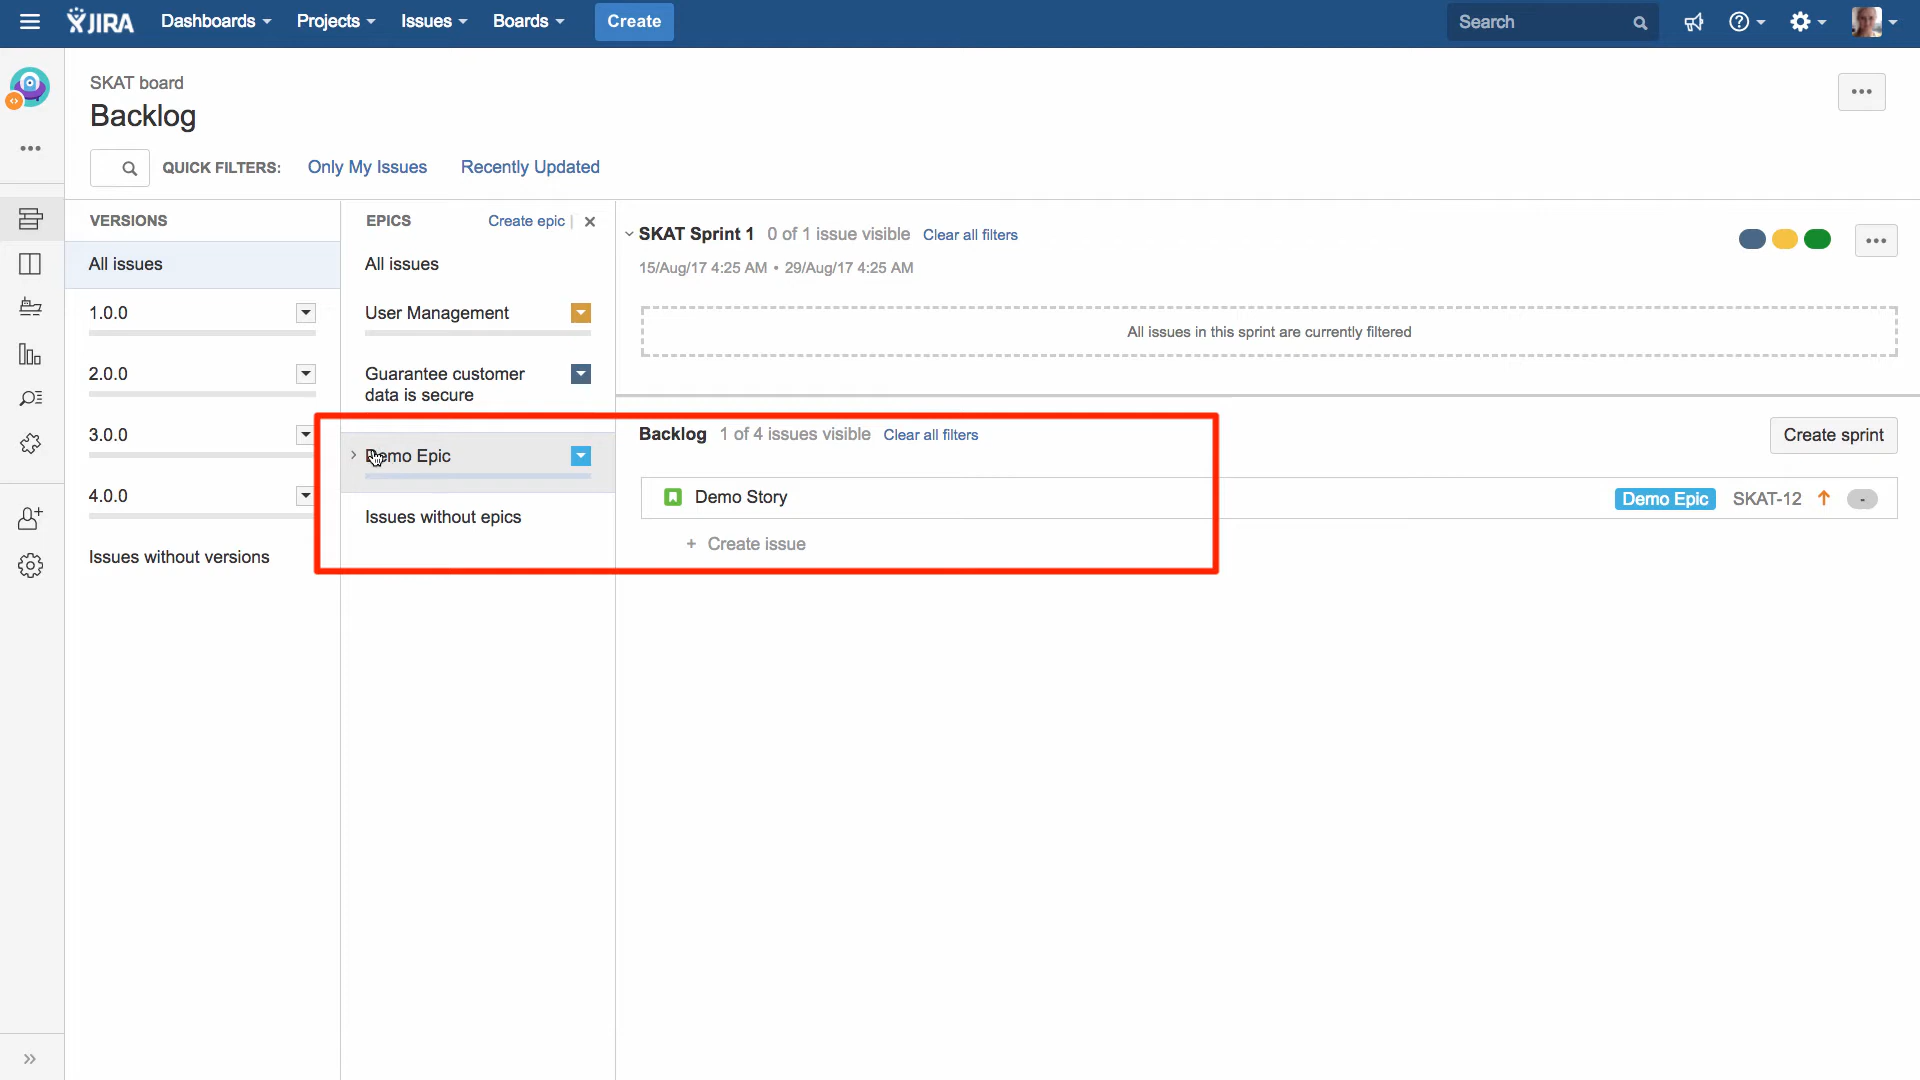 JIRA Dashboards Projects Issues Boards Create Search
SKAT board
Backlog
QUICK FILTERS: Only My Issues Recently Updated
VERSIONS
All issues
1.0.0
2.0.0
3.0.0
4.0.0
Issues without versions
EPICS Create epic
All issues
User Management
Guarantee customer
data is secure
Demo Epic
Issues without epics
SKAT Sprint 1 0 of 1 issue visible Clear all filters
15/Aug/17 4:25 AM • 29/Aug/17 4:25 AM
All issues in this sprint are currently filtered
Backlog 1 of 4 issues visible Clear all filters Create sprint
Demo Story Demo Epic SKAT-12 -
+ Create issue